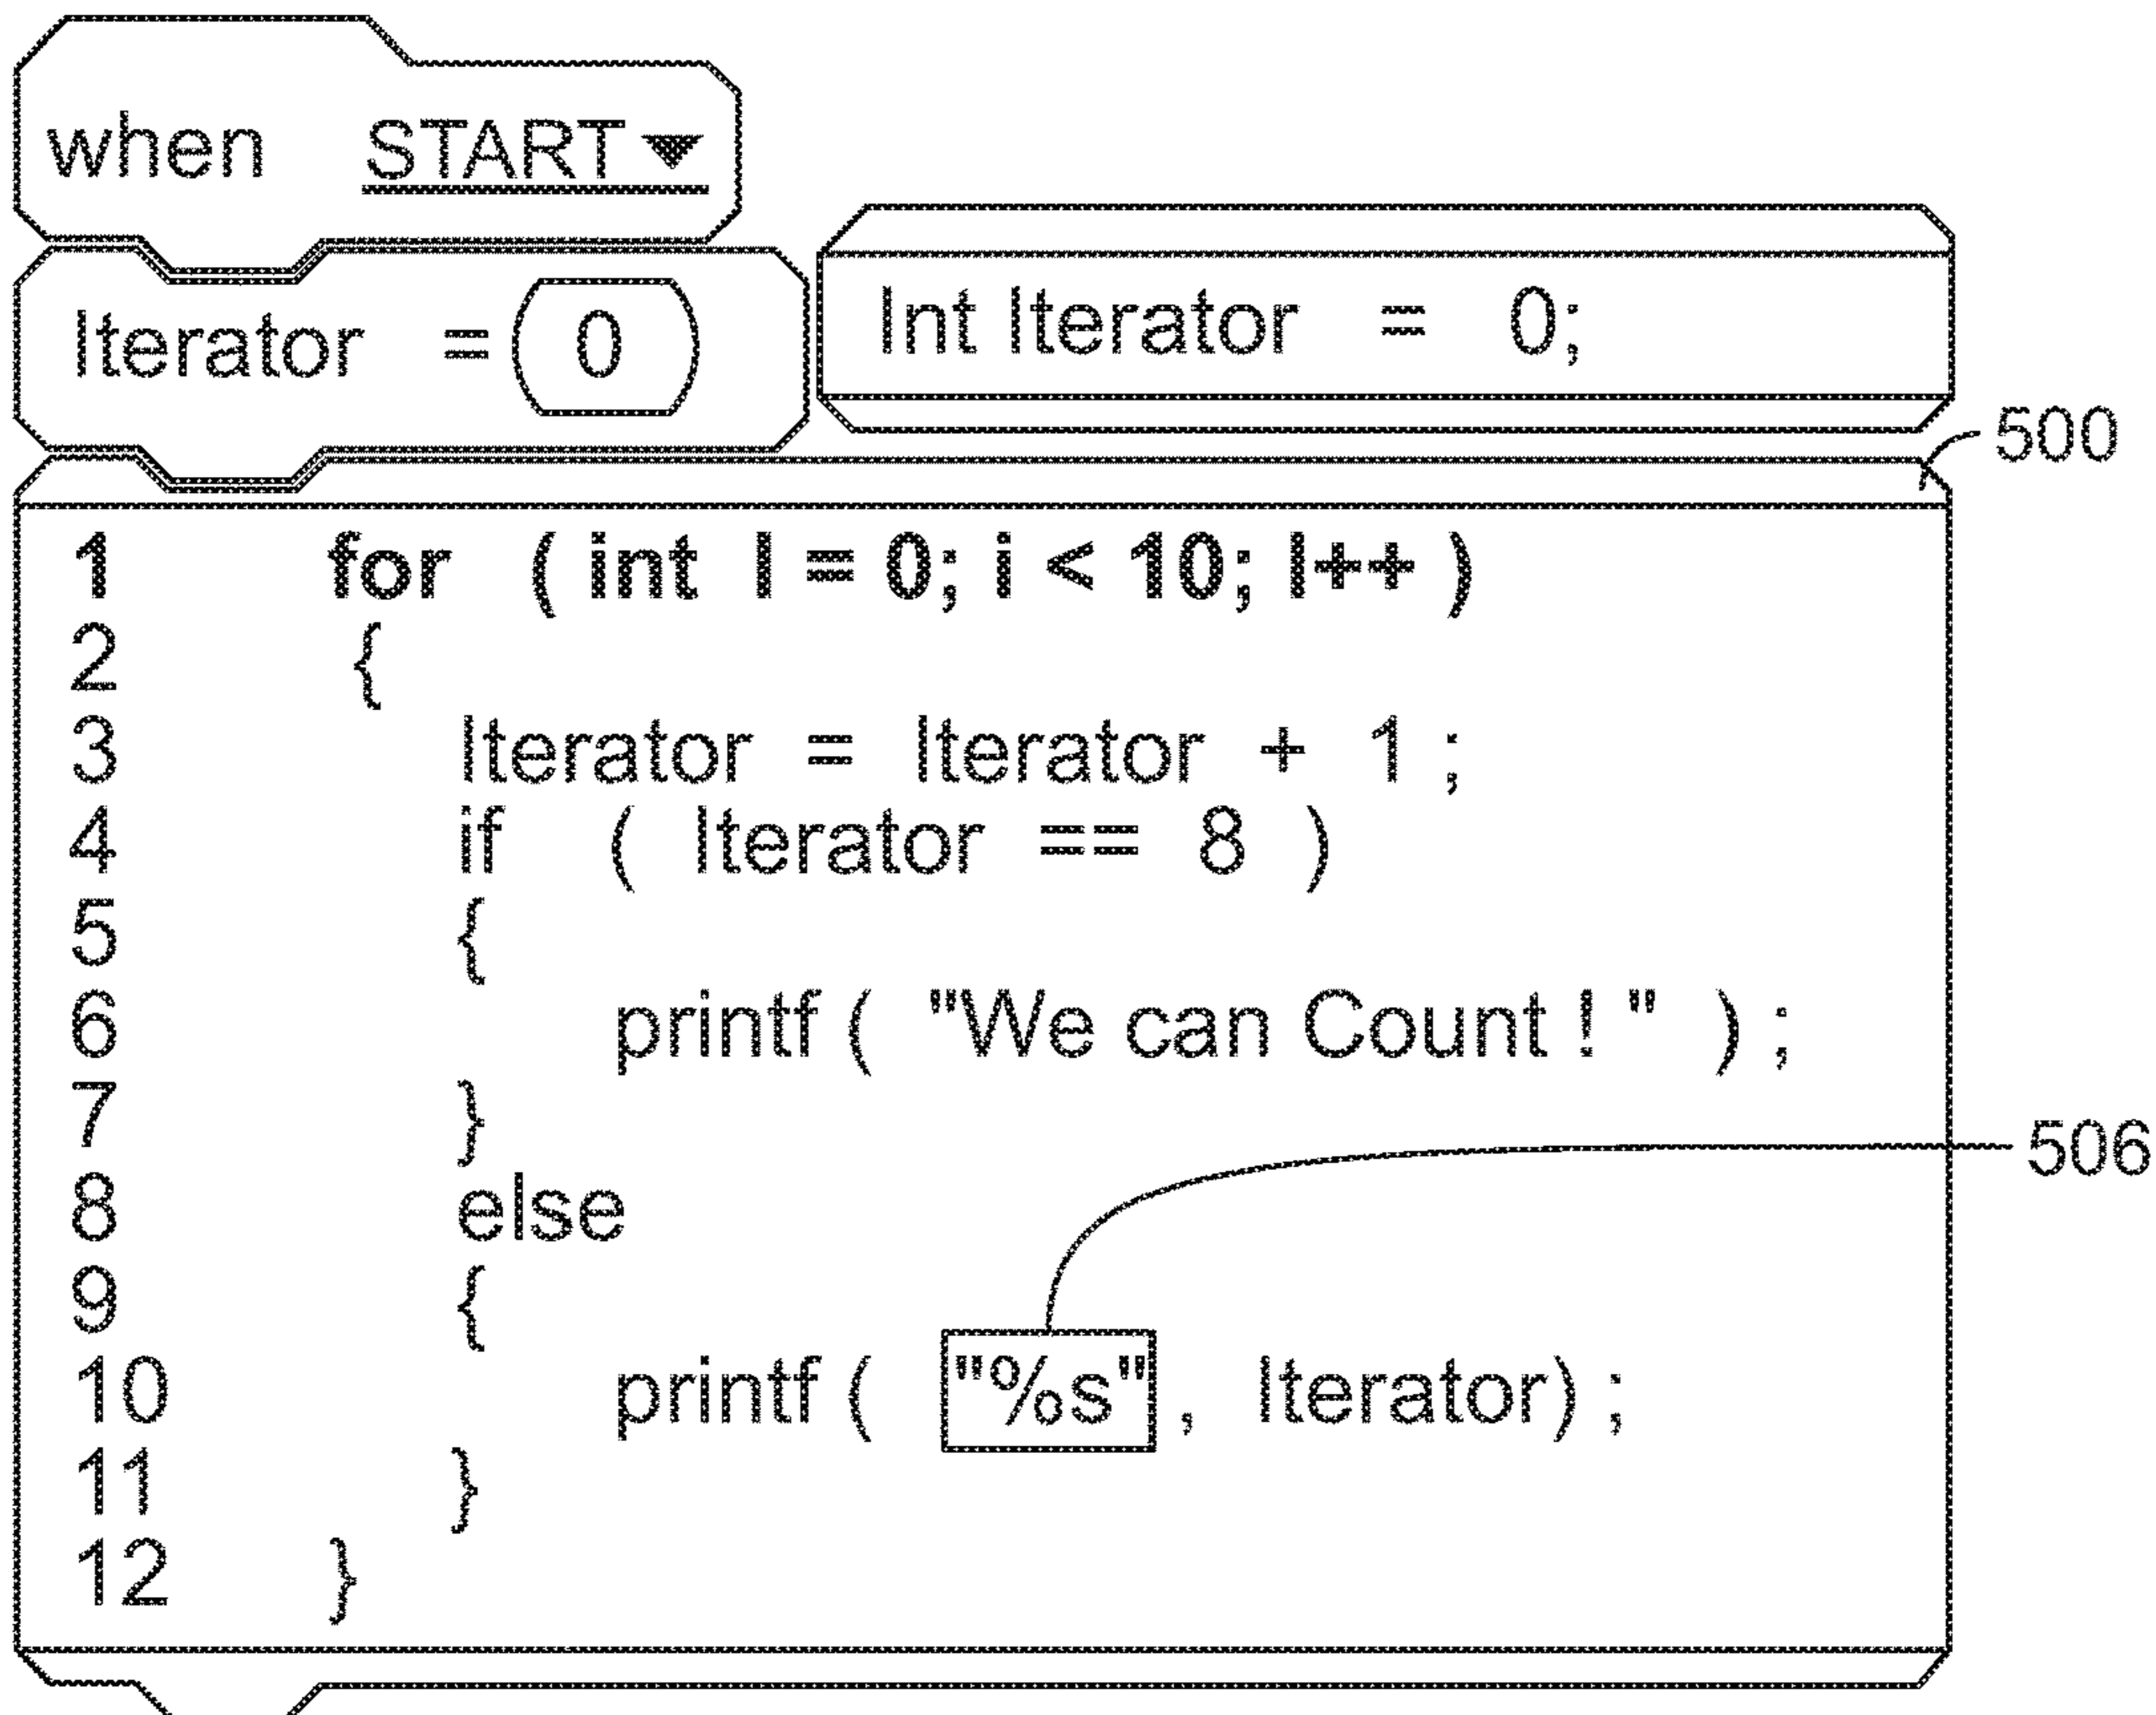 when START
Iterator = 0
Int Iterator = 0;
500
1 for ( int I = 0; i < 10; I++ )
2 {
3 Iterator = Iterator + 1 ;
4 if ( Iterator == 8 )
5 {
6 printf ( "We can Count ! " ) ;
7 }
506
8 else
9 {
10 printf ( "%s" , Iterator) ;
11 }
12 }